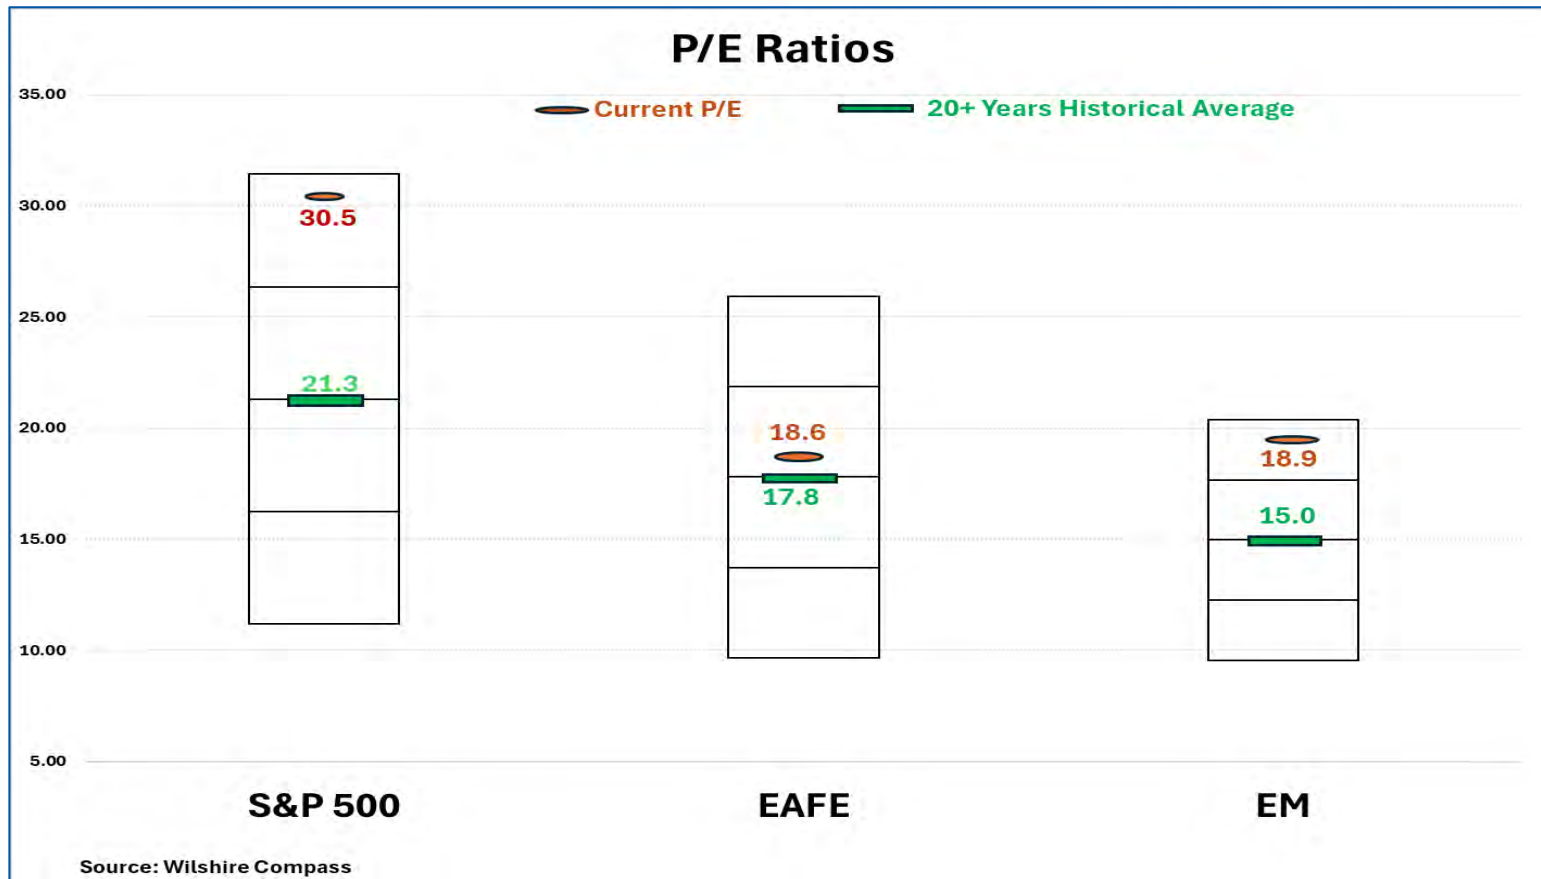 P/E Ratios
35.00
Current P/E
20+ Years Historical Average
30.00
30.5
25.00
21.3
20.00
18.6
18.9
17.8
15.00
15.0
10.00
5.00
S&P 500
EAFE
EM
Source: Wilshire Compass